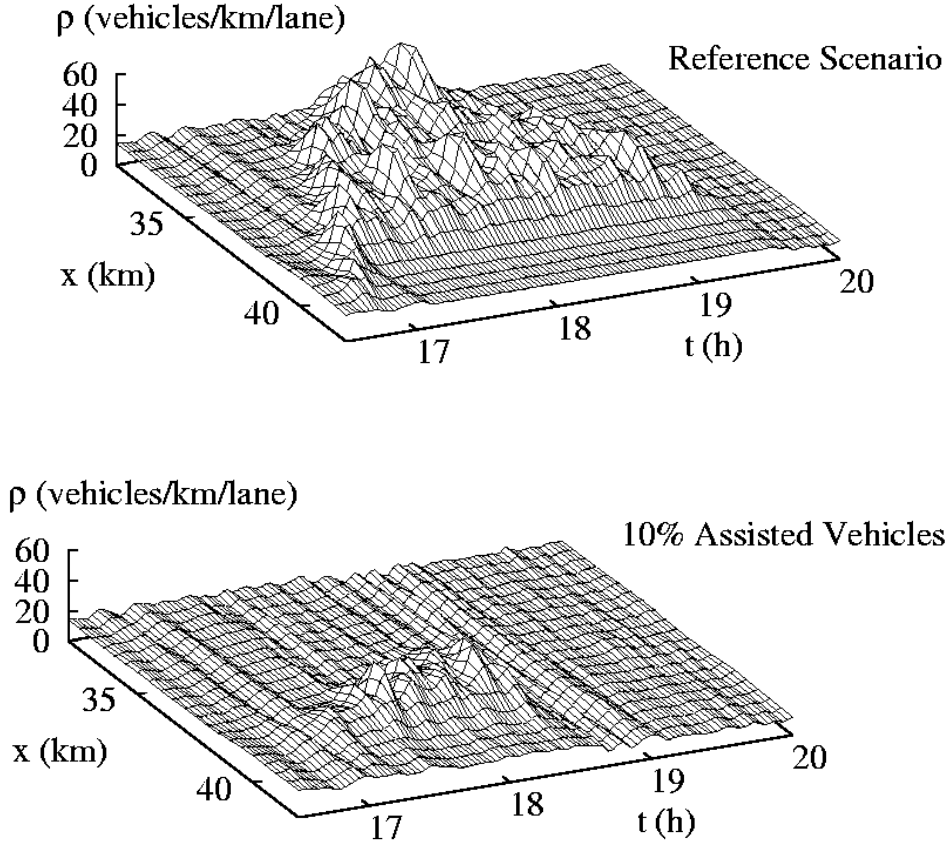 ρ (vehicles/km/lane)
Reference Scenario
60
40
20
0
35
x (km)
40
17
18
19
20
t (h)
ρ (vehicles/km/lane)
10% Assisted Vehicles
60
40
20
0
35
x (km)
40
17
18
19
20
t (h)